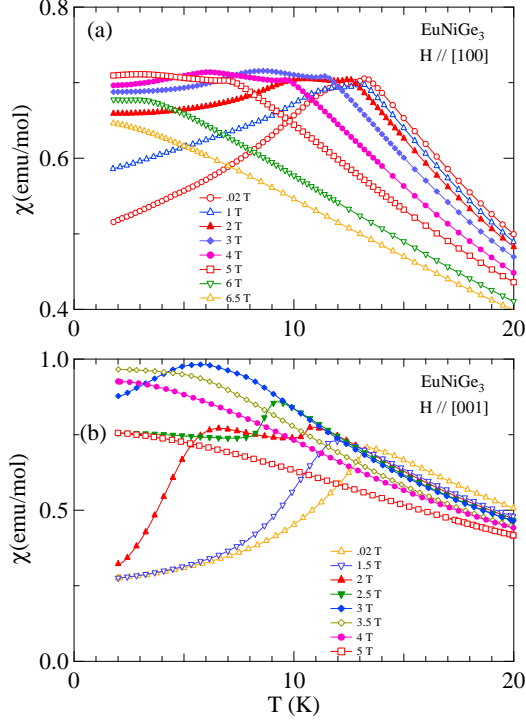 (a)
EuNiGe3
H // [100]
χ(emu/mol)
0.8
0.6
0.4
.02 T
1 T
2 T
3 T
4 T
5 T
6 T
6.5 T
0
10
20
EuNiGe3
H // [001]
(b)
χ(emu/mol)
1.0
0.5
0.0
.02 T
1.5 T
2 T
2.5 T
3 T
3.5 T
4 T
5 T
0
10
20
T (K)